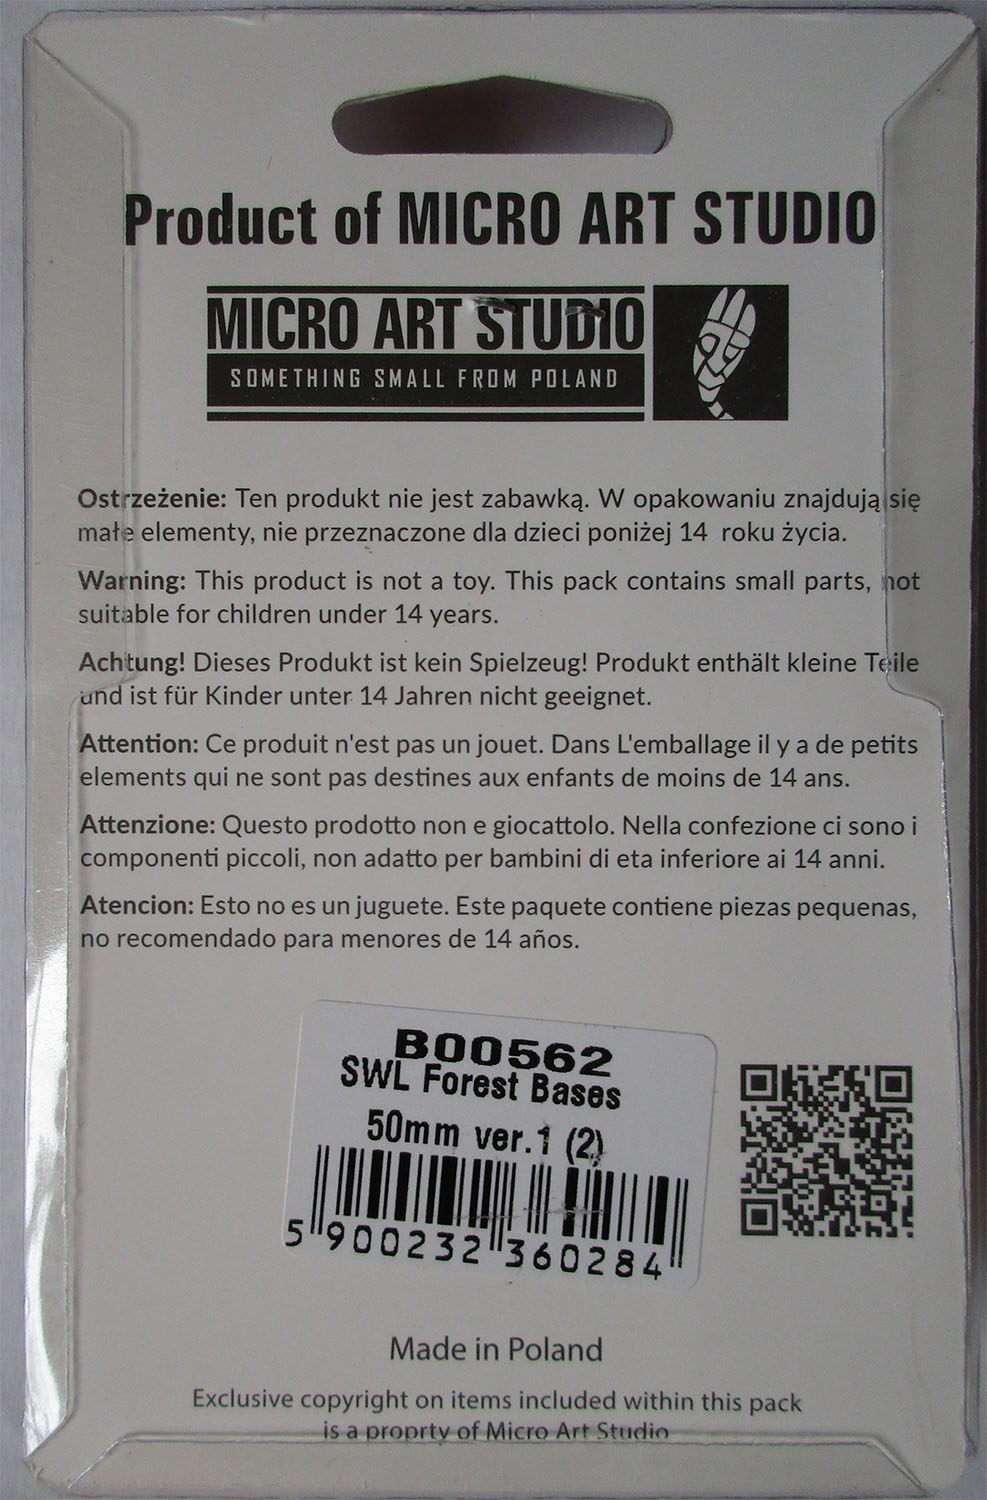 Product of MICRO ART STUDIO
MICRO ART STUDIO
SOMETHING SMALL FROM POLAND
Ostrzeżenie: Ten produkt nie jest zabawką. W opakowaniu znajdują się
małe elementy, nie przeznaczone dla dzieci poniżej 14 roku życia.
Warning: This product is not a toy. This pack contains small parts, not
suitable for children under 14 years.
Achtung! Dieses Produkt ist kein Spielzeug! Produkt enthält kleine Teile
und ist für Kinder unter 14 Jahren nicht geeignet.
Attention: Ce produit n'est pas un jouet. Dans L'emballage il y a de petits
elements qui ne sont pas destines aux enfants de moins de 14 ans.
Attenzione: Questo prodotto non e giocattolo. Nella confezione ci sono i
componenti piccoli, non adatto per bambini di eta inferiore ai 14 anni.
Atencion: Esto no es un juguete. Este paquete contiene piezas pequenas,
no recomendado para menores de 14 años.
B00562
SWL Forest Bases
50mm ver.1 (2)
5 900232 360284
Made in Poland
Exclusive copyright on items included within this pack
is a proprty of Micro Art Studio